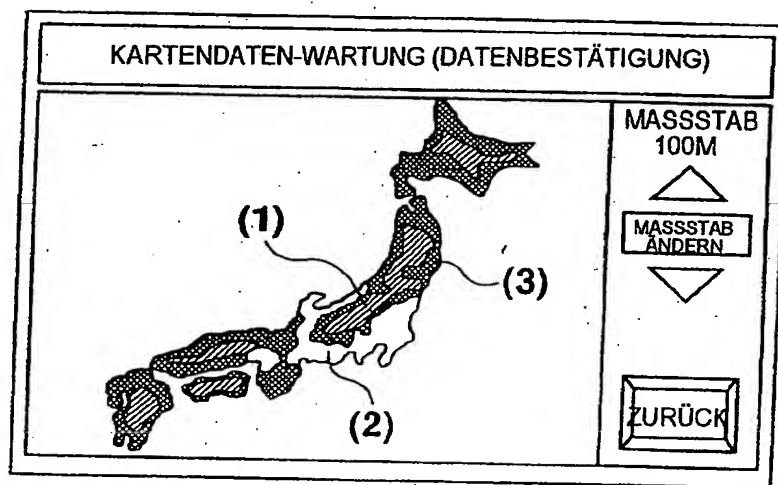 KARTENDATEN-WARTUNG (DATENBESTÄTIGUNG)
MASSSTAB
100M
MASSSTAB
ÄNDERN
(1)
(3)
(2)
ZURÜCK